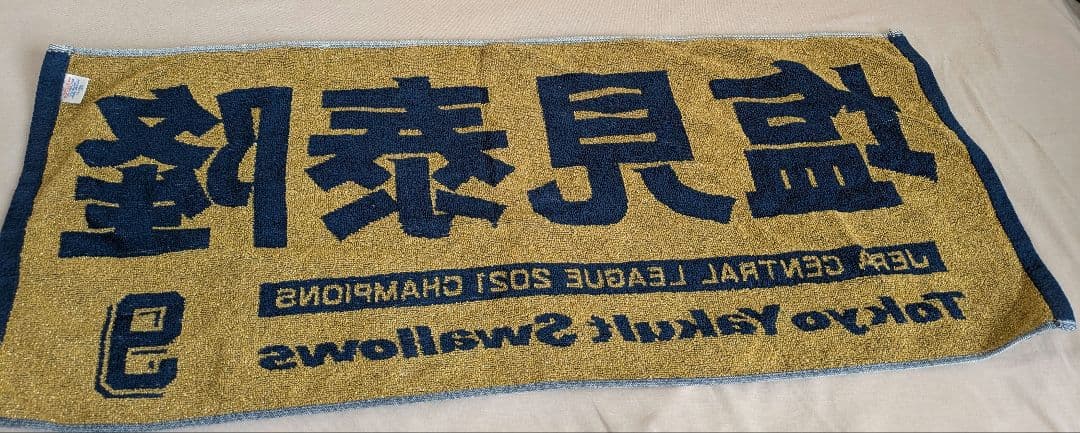 塩見泰隆
JERA CENTRAL LEAGUE 2021 CHAMPIONS
Tokyo Yakult Swallows
9